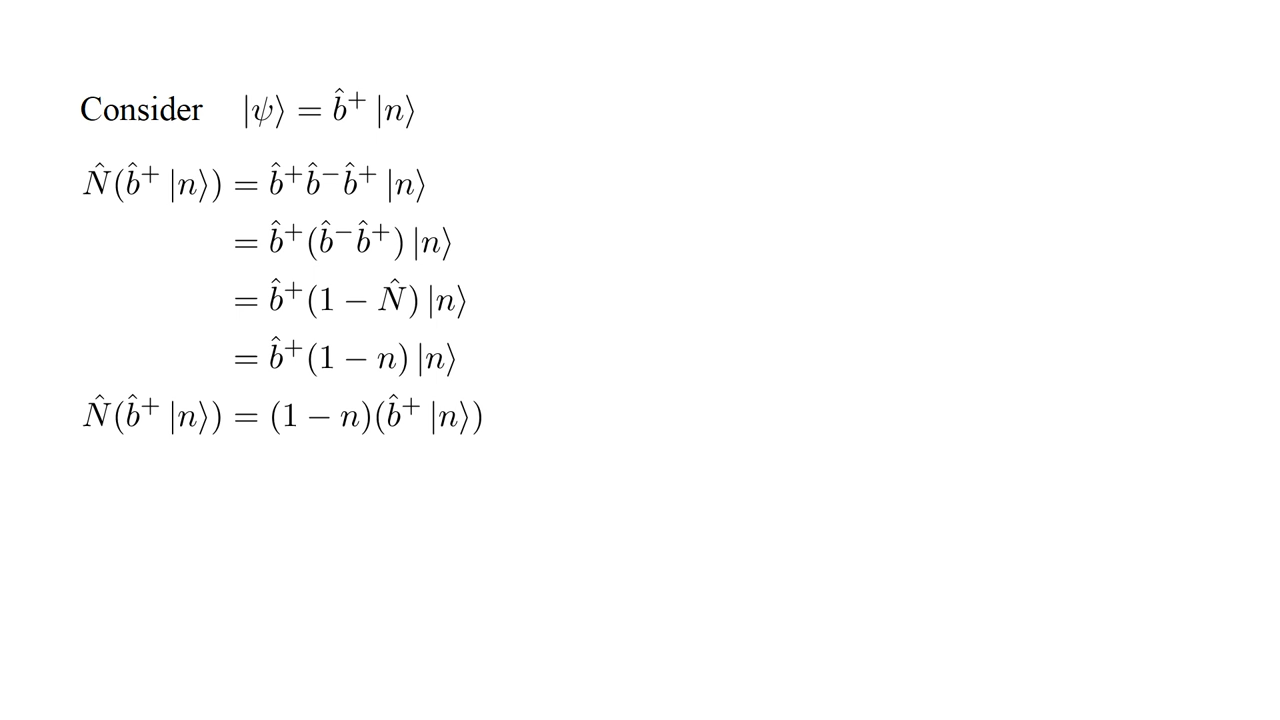 Consider |ψ⟩ = b̂⁺ |n⟩
N̂(b̂⁺ |n⟩) = b̂⁺b̂⁻b̂⁺ |n⟩
= b̂⁺(b̂⁻b̂⁺) |n⟩
= b̂⁺(1 − N̂) |n⟩
= b̂⁺(1 − n) |n⟩
N̂(b̂⁺ |n⟩) = (1 − n)(b̂⁺ |n⟩)